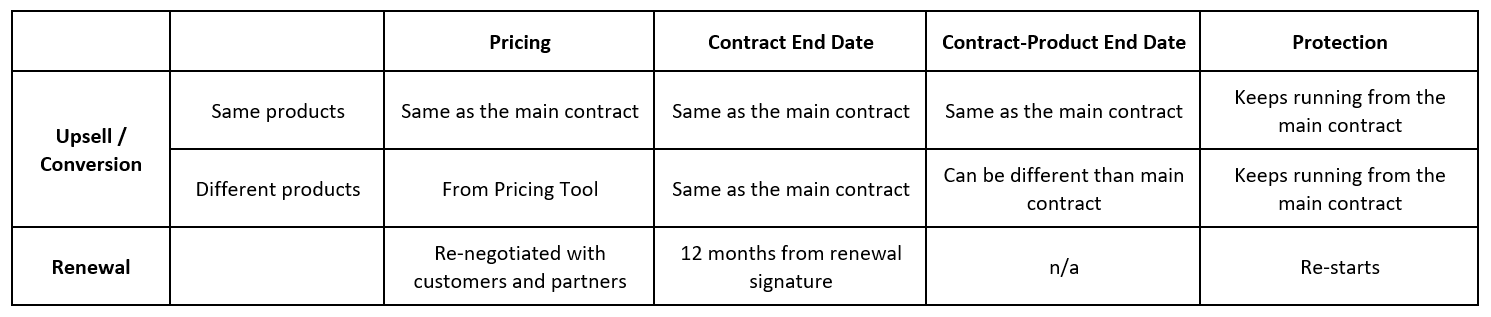 Pricing
Contract End Date
Contract-Product End Date
Protection
Upsell /
Conversion
Same products
Same as the main contract
Same as the main contract
Same as the main contract
Keeps running from the
main contract
Different products
From Pricing Tool
Same as the main contract
Can be different than main
contract
Keeps running from the
main contract
Renewal
Re-negotiated with
customers and partners
12 months from renewal
signature
n/a
Re-starts